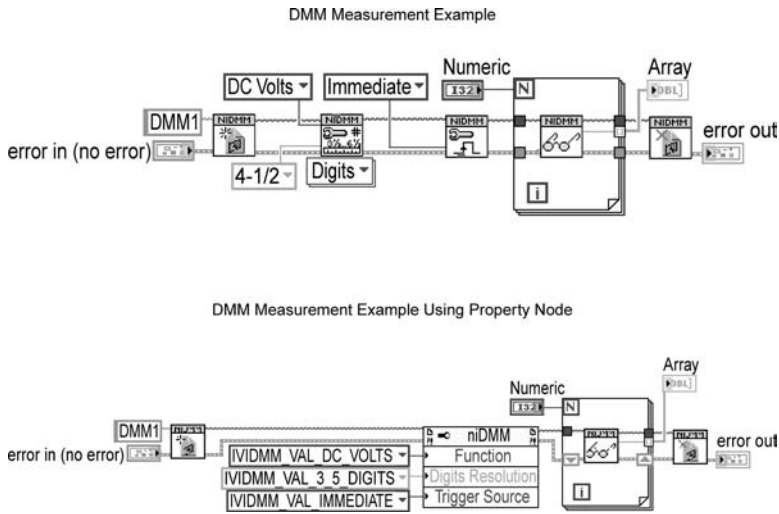 DMM Measurement Example
Numeric
Array
DC Volts
Immediate
I32
N
DBL]
DMM1
NIDMM
NIDMM
NIDMM
NIDMM
NIDMM
error in (no error)
error out
4-1/2
Digits
i
DMM Measurement Example Using Property Node
Array
Numeric
DBL]
I32
N
DMM1
niDMM
error in (no error)
error out
IVIDMM_VAL_DC_VOLTS
Function
IVIDMM_VAL_3_5_DIGITS
Digits Resolution
IVIDMM_VAL_IMMEDIATE
Trigger Source
i